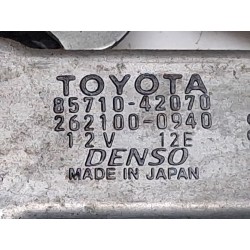 TOYOTA
85710-42070
262100-0940
12V 12E
DENSO
MADE IN JAPAN